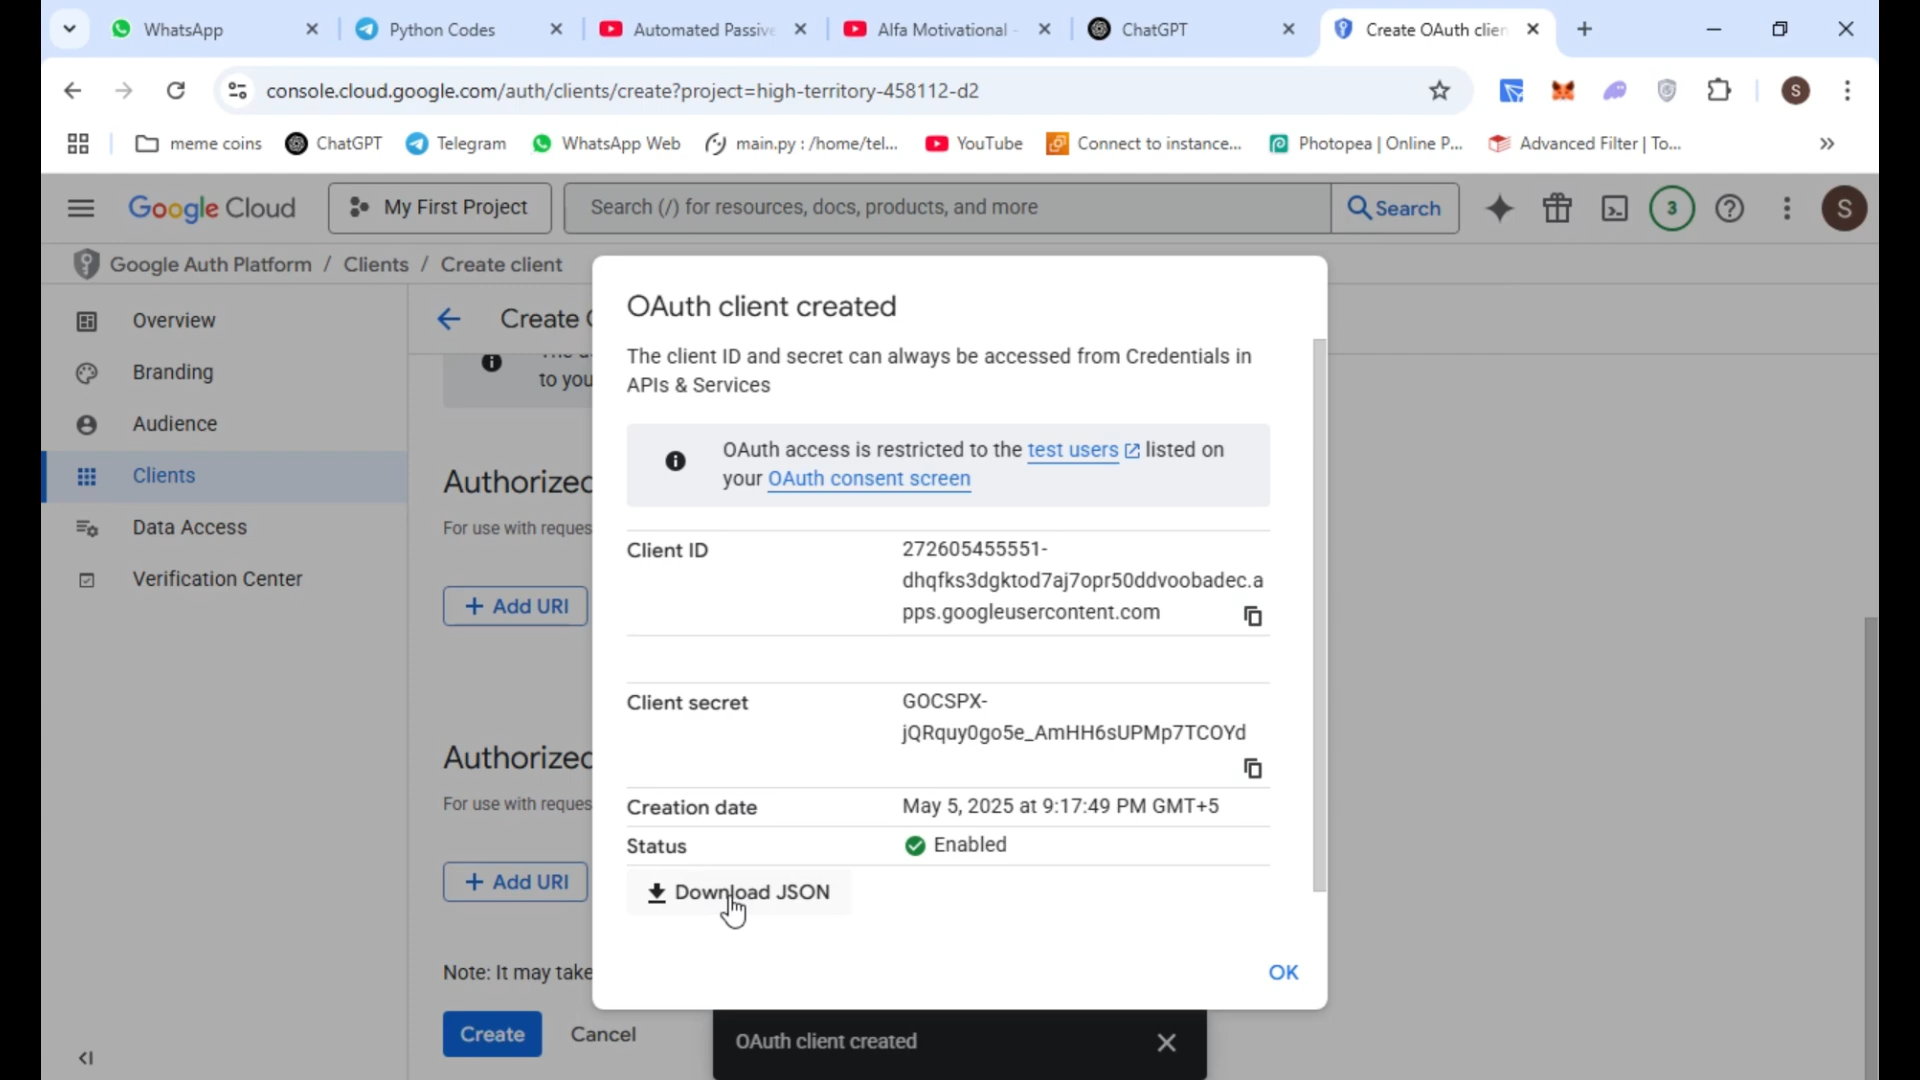 WhatsApp
Python Codes
Automated Passive
Alfa Motivational -
ChatGPT
Create OAuth clien
console.cloud.google.com/auth/clients/create?project=high-territory-458112-d2
S
meme coins
ChatGPT
Telegram
WhatsApp Web
main.py : /home/tel...
YouTube
Connect to instance...
Photopea | Online P...
Advanced Filter | To...
Google Cloud
My First Project
Search (/) for resources, docs, products, and more
Search
3
S
Google Auth Platform / Clients / Create client
Overview
Branding
Audience
Clients
Data Access
Verification Center
Create
to you
Authorized
For use with reques
+ Add URI
Authorized
For use with reques
+ Add URI
Note: It may take
Create
Cancel
OAuth client created
The client ID and secret can always be accessed from Credentials in
APIs & Services
OAuth access is restricted to the test users listed on
your OAuth consent screen
Client ID
272605455551-
dhqfks3dgktod7aj7opr50ddvoobadec.a
pps.googleusercontent.com
Client secret
GOCSPX-
jQRquy0go5e_AmHH6sUPMp7TCOYd
Creation date
May 5, 2025 at 9:17:49 PM GMT+5
Status
Enabled
Download JSON
OK
OAuth client created